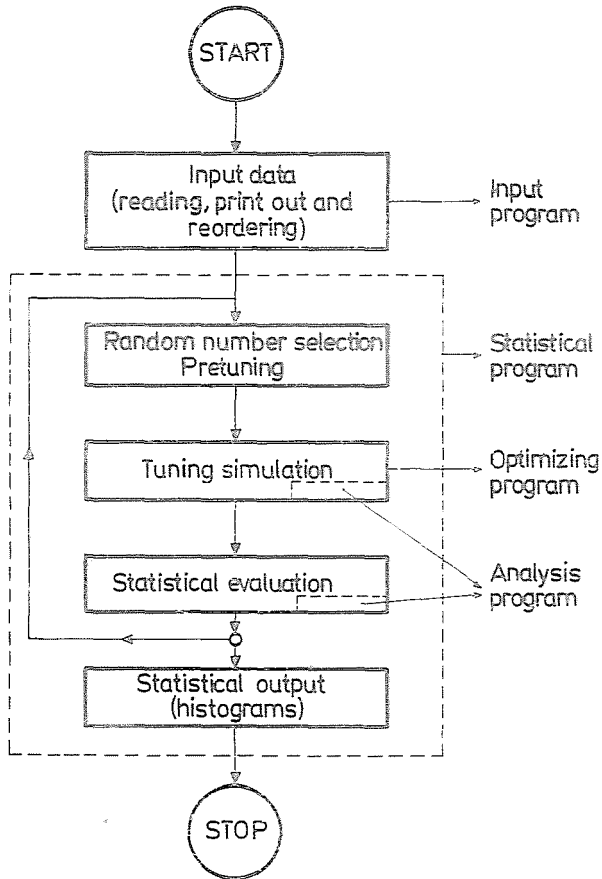 START
Input data
(reading, print out and
reordering)
Input
program
Random number selection
Pretuning
Statistical
program
Tuning simulation
Optimizing
program
Statistical evaluation
Analysis
program
Statistical output
(histograms)
STOP